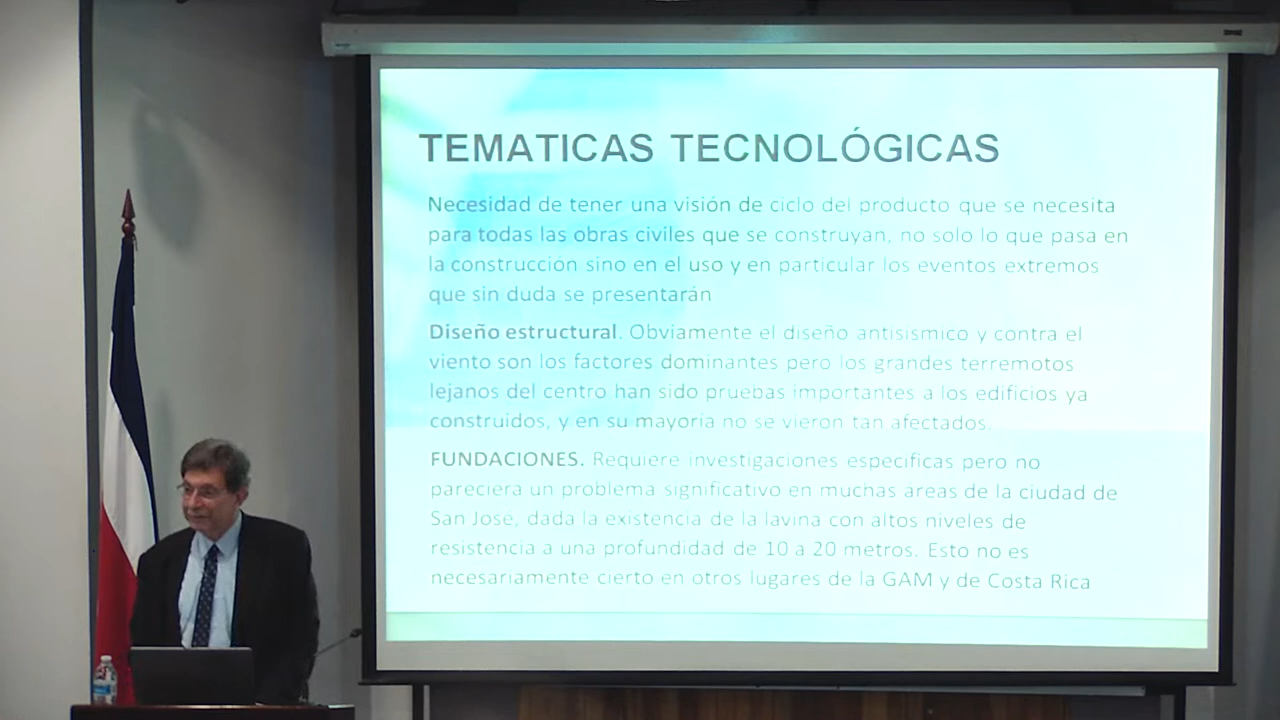 TEMATICAS TECNOLÓGICAS
Necesidad de tener una visión de ciclo del producto que se necesita
para todas las obras civiles que se construyan, no solo lo que pasa en
la construcción sino en el uso y en particular los eventos extremos
que sin duda se presentarán
Diseño estructural. Obviamente el diseño antisísmico y contra el
viento son los factores dominantes pero los grandes terremotos
lejanos del centro han sido pruebas importantes a los edificios ya
construidos, y en su mayoría no se vieron tan afectados.
FUNDACIONES. Requiere investigaciones especificas pero no
pareciera un problema significativo en muchas areas de la ciudad de
San Jose, dada la existencia de la lavina con altos niveles de
resistencia a una profundidad de 10 a 20 metros. Esto no es
necesariamente cierto en otros lugares de la GAM y de Costa Rica